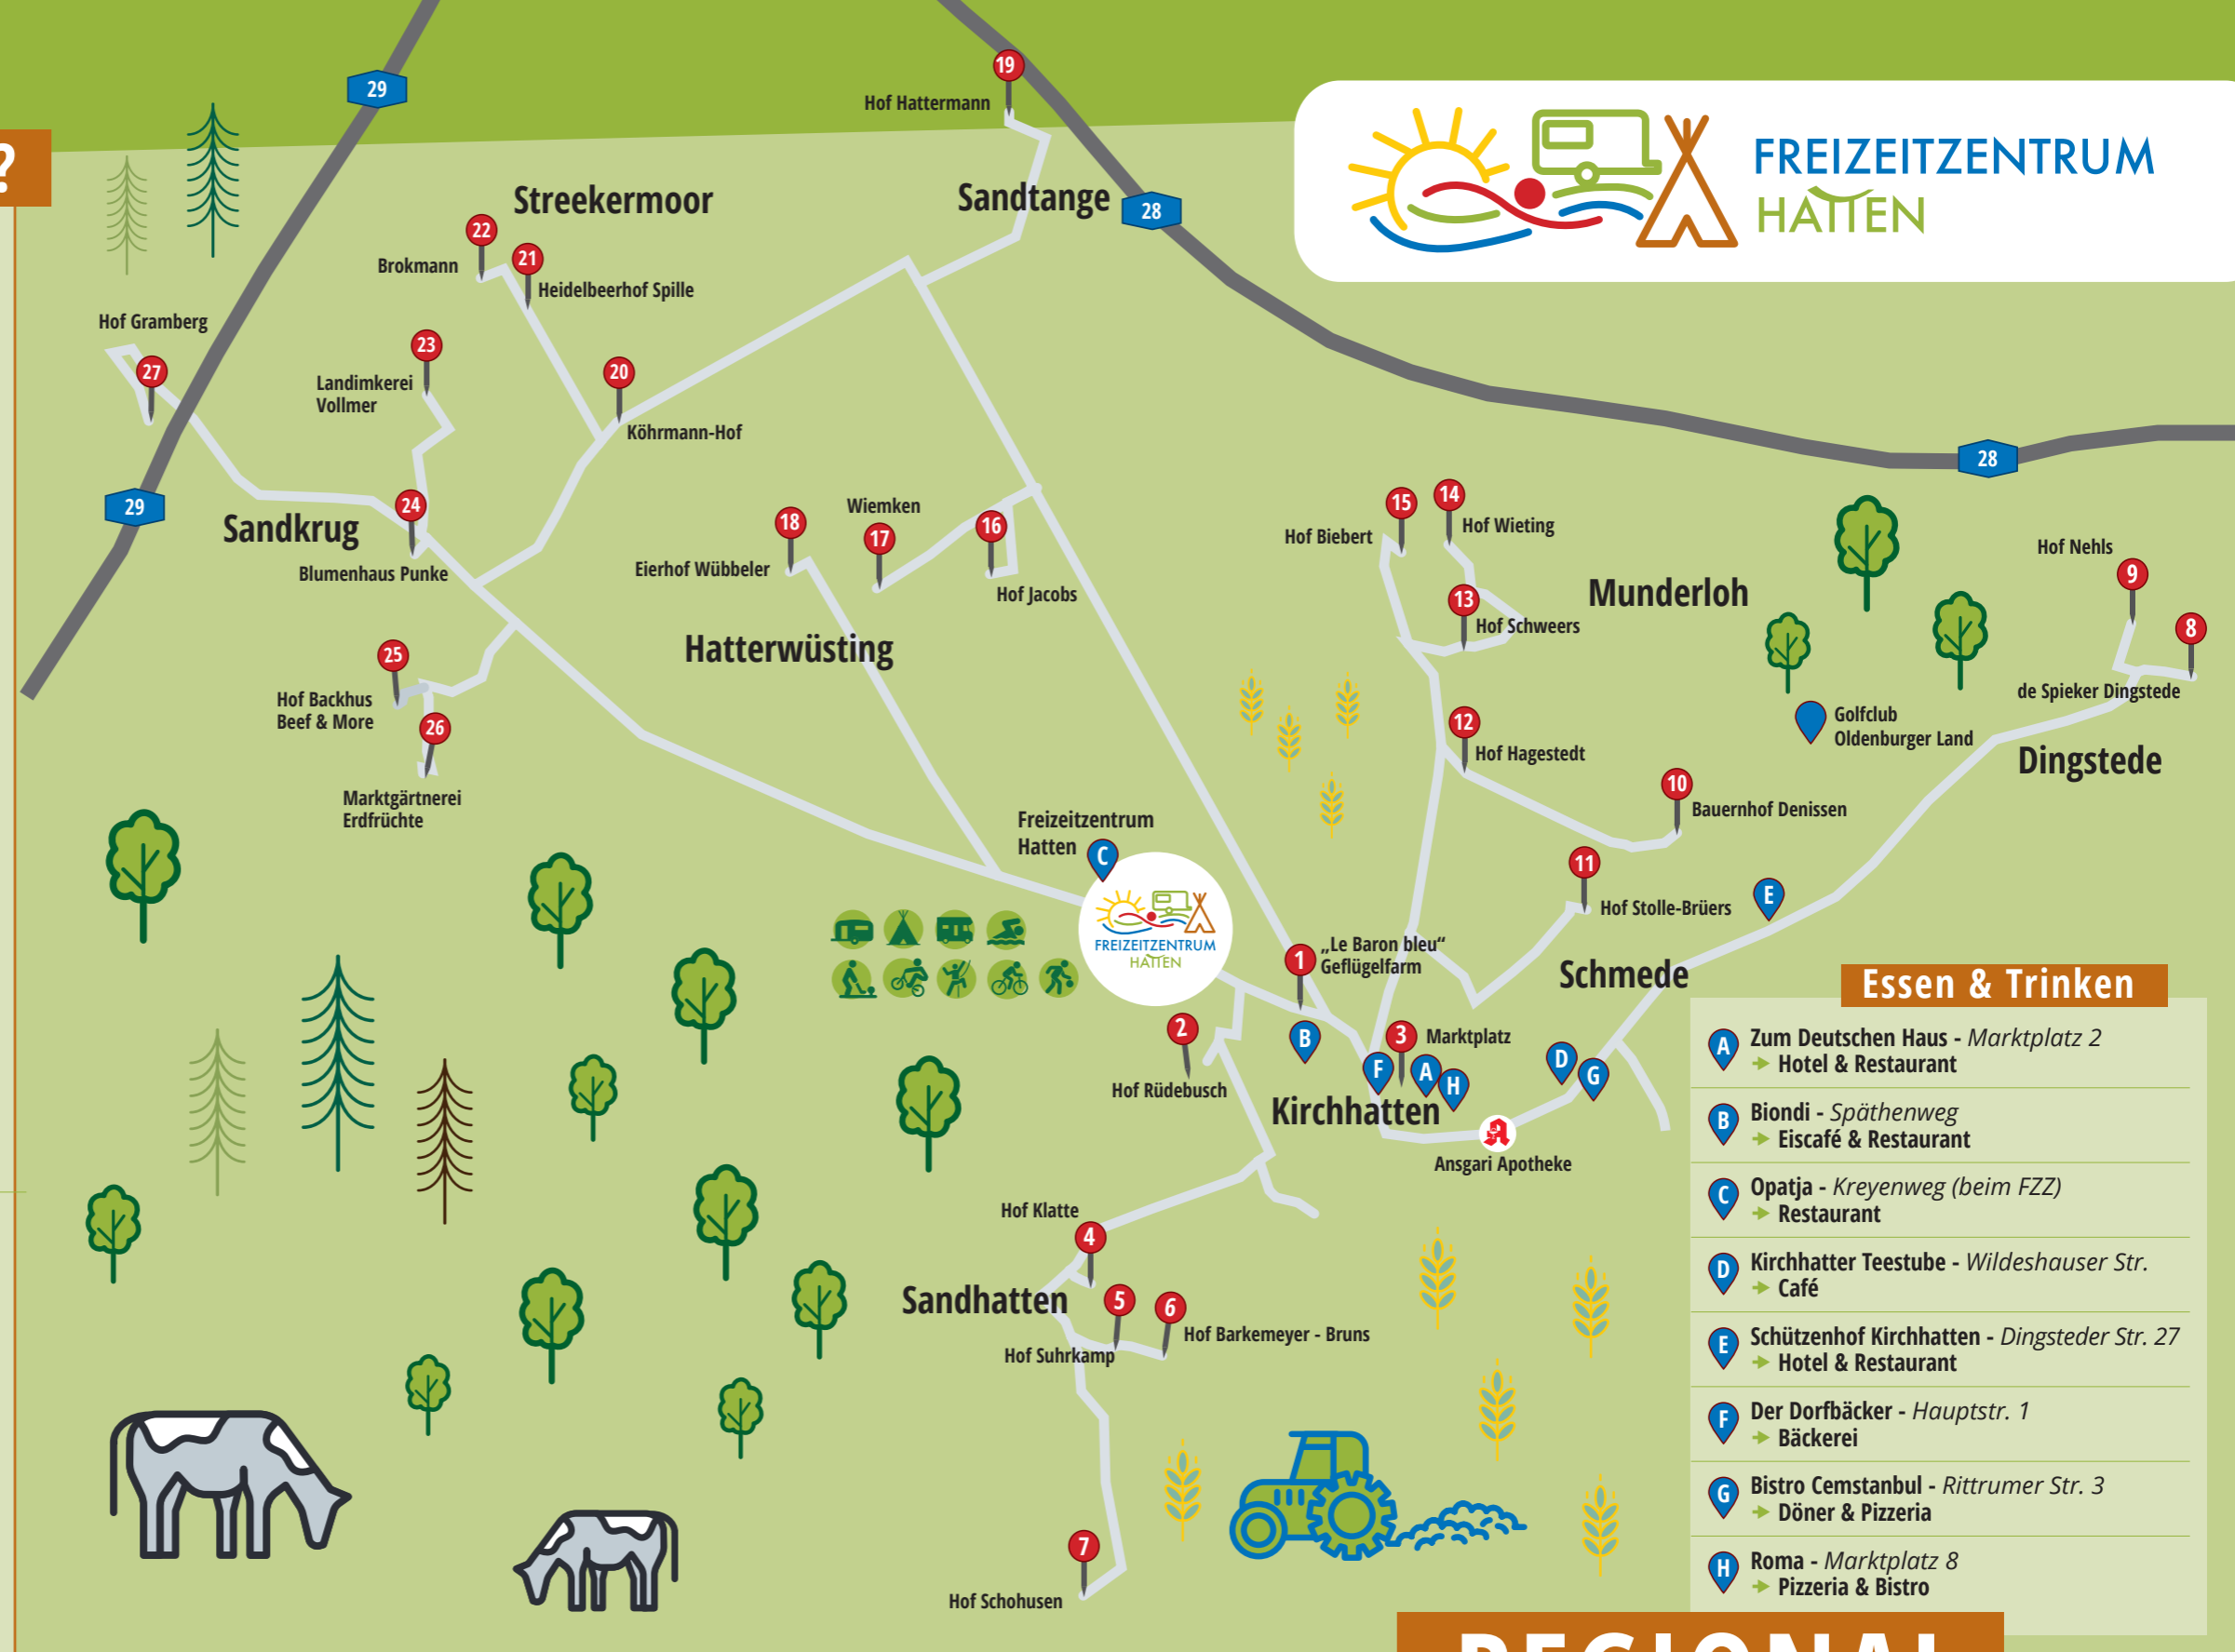 ?
29
19
Hof Hattermann
FREIZEITZENTRUM
HATTEN
Streekermoor
Sandtange
28
22
21
Brokmann
Heidelbeerhof Spille
Hof Gramberg
27
23
Landimkerei
Vollmer
20
Köhrmann-Hof
28
29
24
Sandkrug
Blumenhaus Punke
18
Eierhof Wübbeler
Wiemken
17
16
Hof Jacobs
15
14
Hof Biebert
Hof Wieting
13
Hof Schweers
Munderloh
Hof Nehls
9
8
de Spieker Dingstede
Hatterwüsting
25
Hof Backhus
Beef & More
26
Marktgärtnerei
Erdfrüchte
12
Hof Hagestedt
Golfclub
Oldenburger Land
Dingstede
10
Bauernhof Denissen
Freizeitzentrum
Hatten
C
FREIZEITZENTRUM
HATTEN
11
Hof Stolle-Brüers
E
1
„Le Baron bleu“
Geflügelfarm
Schmede
2
Hof Rüdebusch
B
3
Marktplatz
F
A
H
D
G
Kirchhatten
Ansgari Apotheke
Hof Klatte
4
Sandhatten
5
6
Hof Suhrkamp
Hof Barkemeyer - Bruns
7
Hof Schohusen
Essen & Trinken
A Zum Deutschen Haus - Marktplatz 2
Hotel & Restaurant
B Biondi - Späthenweg
Eiscafé & Restaurant
C Opatja - Kreyenweg (beim FZZ)
Restaurant
D Kirchhatter Teestube - Wildeshauser Str.
Café
E Schützenhof Kirchhatten - Dingsteder Str. 27
Hotel & Restaurant
F Der Dorfbäcker - Hauptstr. 1
Bäckerei
G Bistro Cemstanbul - Rittrumer Str. 3
Döner & Pizzeria
H Roma - Marktplatz 8
Pizzeria & Bistro
REGIONAL